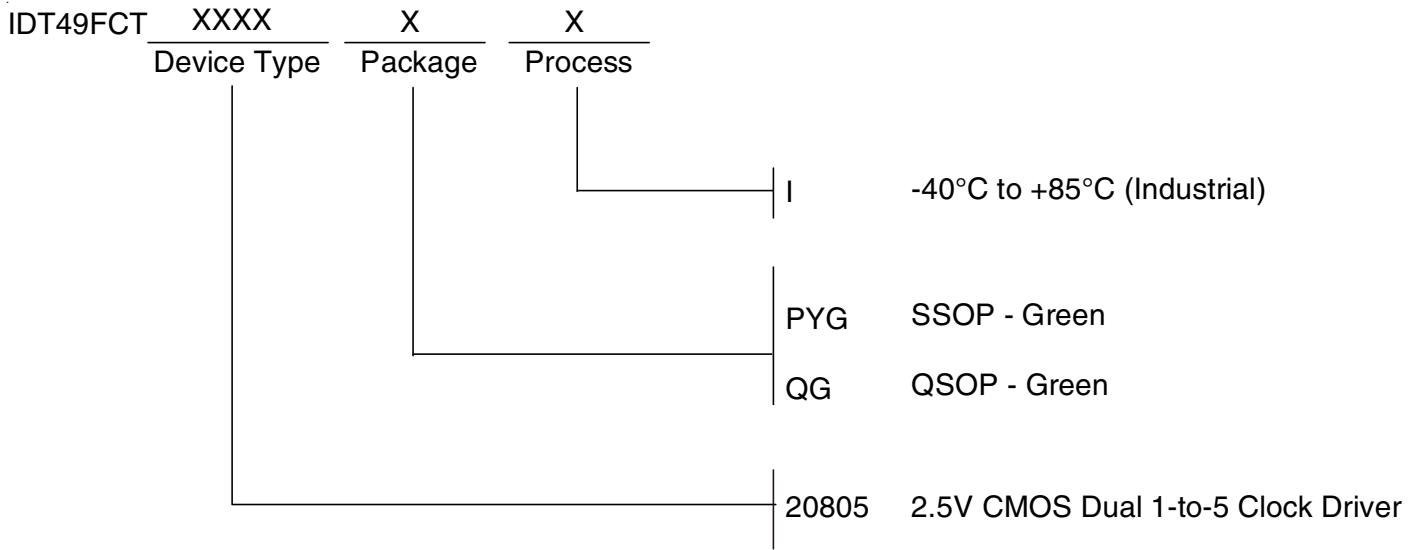 IDT49FCT XXXX X X
Device Type Package Process
I -40°C to +85°C (Industrial)
PYG SSOP - Green
QG QSOP - Green
20805 2.5V CMOS Dual 1-to-5 Clock Driver